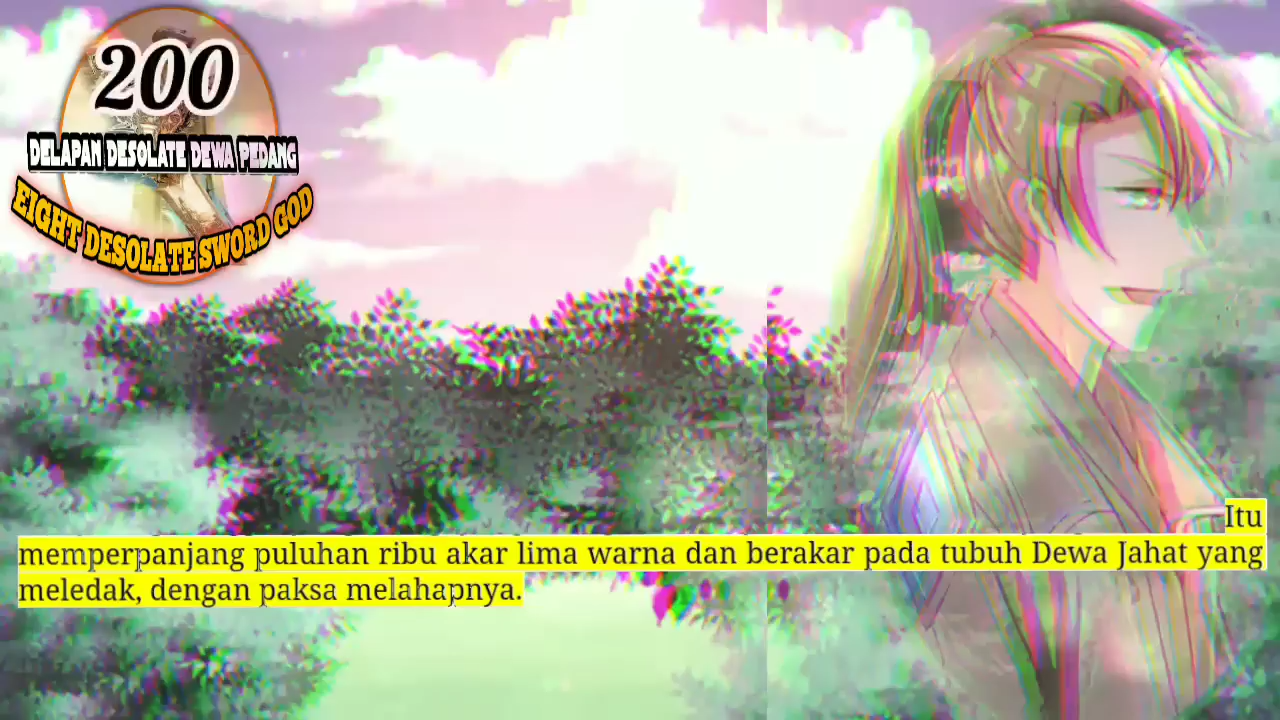 200
DELAPAN DESOLATE DEWA PEDANG
EIGHT DESOLATE SWORD GOD
Itu
memperpanjang puluhan ribu akar lima warna dan berakar pada tubuh Dewa Jahat yang
meledak, dengan paksa melahapnya.